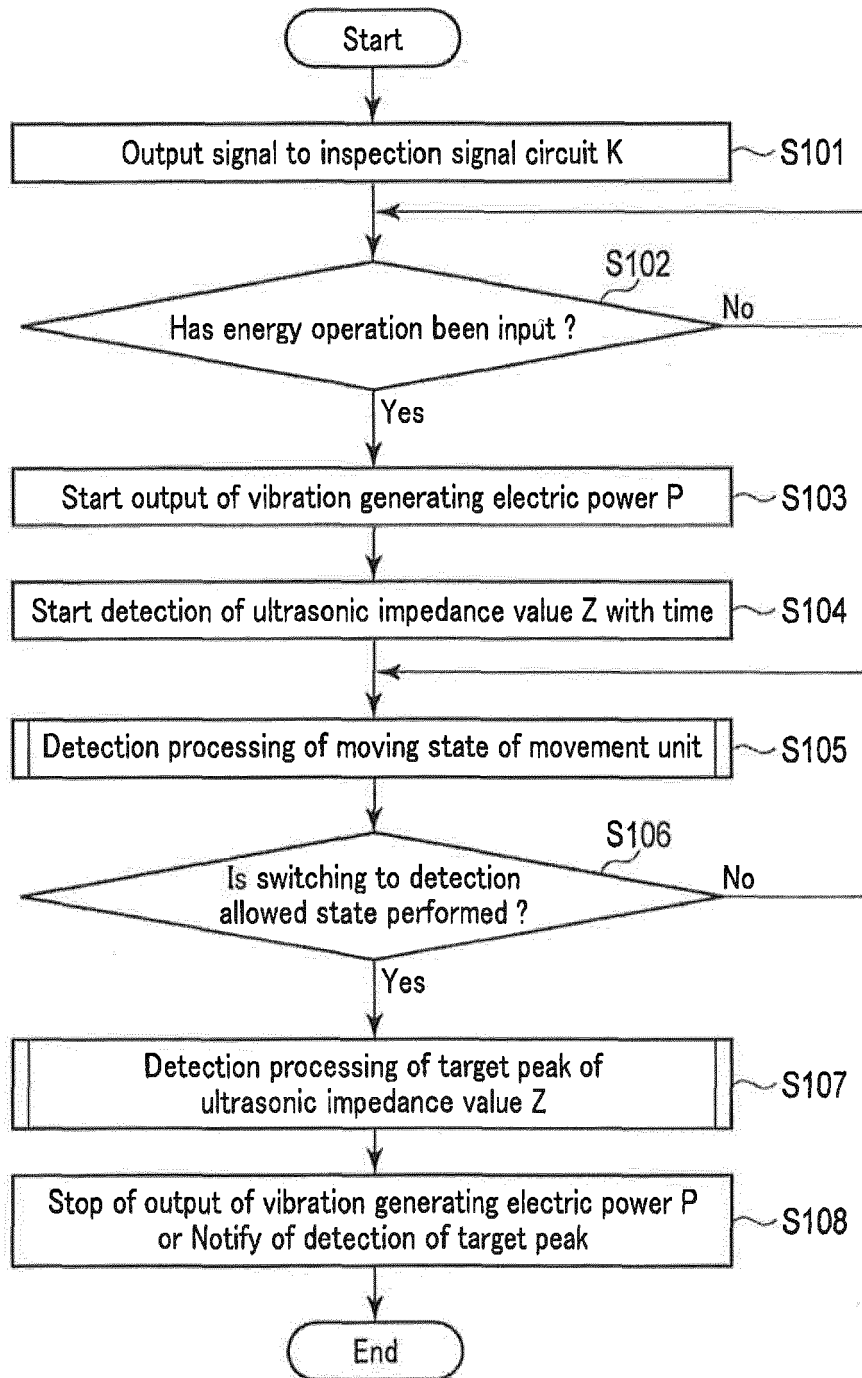 Start
Output signal to inspection signal circuit K
S101
S102
Has energy operation been input ?
No
Yes
Start output of vibration generating electric power P
S103
Start detection of ultrasonic impedance value Z with time
S104
Detection processing of moving state of movement unit
S105
S106
Is switching to detection
allowed state performed ?
No
Yes
Detection processing of target peak of
ultrasonic impedance value Z
S107
Stop of output of vibration generating electric power P
or Notify of detection of target peak
S108
End